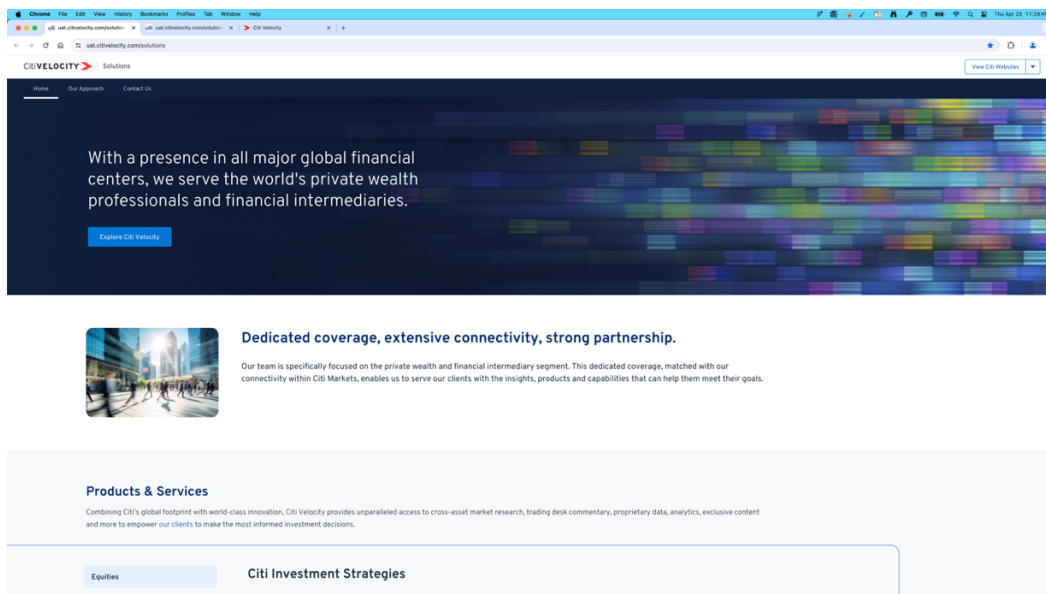 Chrome File Edit View History Bookmarks Profiles Tab Window Help
Thu Apr 25 11:29AM
uat.citivelocity.com/solution
uat.citivelocity.com/solution
Citi Velocity
uat.citivelocity.com/solutions
CitiVELOCITY Solutions
View Citi Websites
Home Our Approach Contact Us
With a presence in all major global financial
centers, we serve the world's private wealth
professionals and financial intermediaries.
Explore Citi Velocity
Dedicated coverage, extensive connectivity, strong partnership.
Our team is specifically focused on the private wealth and financial intermediary segment. This dedicated coverage, matched with our
connectivity within Citi Markets, enables us to serve our clients with the insights, products and capabilities that can help them meet their goals.
Products & Services
Combining Citi's global footprint with world-class innovation, Citi Velocity provides unparalleled access to cross-asset market research, trading desk commentary, proprietary data, analytics, exclusive content
and more to empower our clients to make the most informed investment decisions.
Equities
Citi Investment Strategies